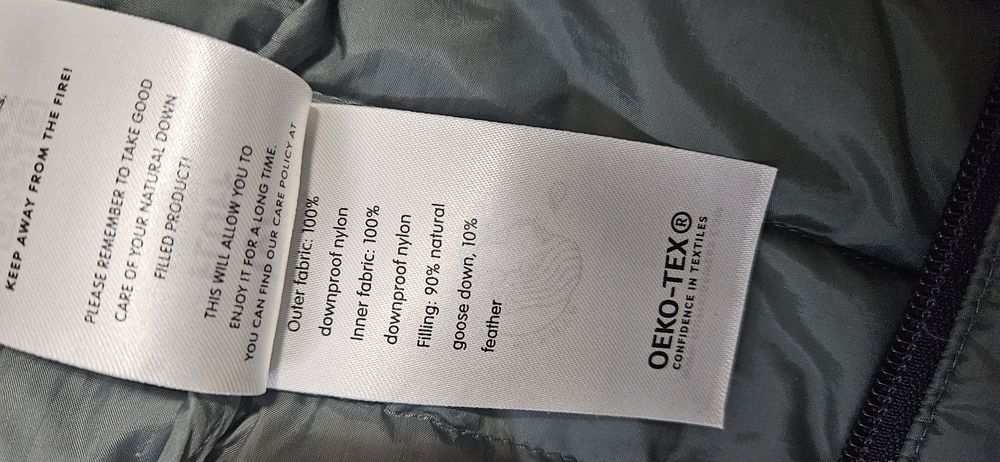 KEEP AWAY FROM THE FIRE!
PLEASE REMEMBER TO TAKE GOOD
CARE OF YOUR NATURAL DOWN
FILLED PRODUCT!
THIS WILL ALLOW YOU TO
ENJOY IT FOR A LONG TIME.
YOU CAN FIND OUR CARE POLICY AT
Outer fabric: 100%
downproof nylon
Inner fabric: 100%
downproof nylon
Filling: 90% natural
goose down, 10%
feather
OEKO-TEX®
CONFIDENCE IN TEXTILES